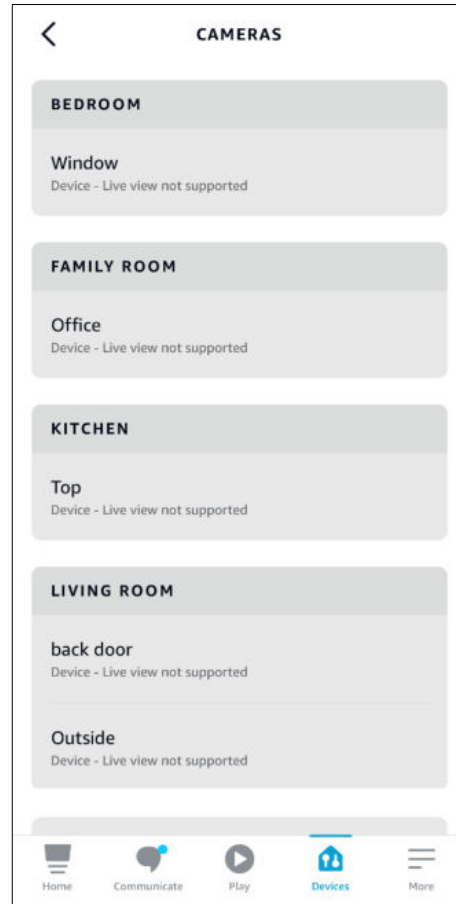 CAMERAS
BEDROOM
Window
Device - Live view not supported
FAMILY ROOM
Office
Device - Live view not supported
KITCHEN
Top
Device - Live view not supported
LIVING ROOM
back door
Device - Live view not supported
Outside
Device - Live view not supported
Home Communicate Play Devices More